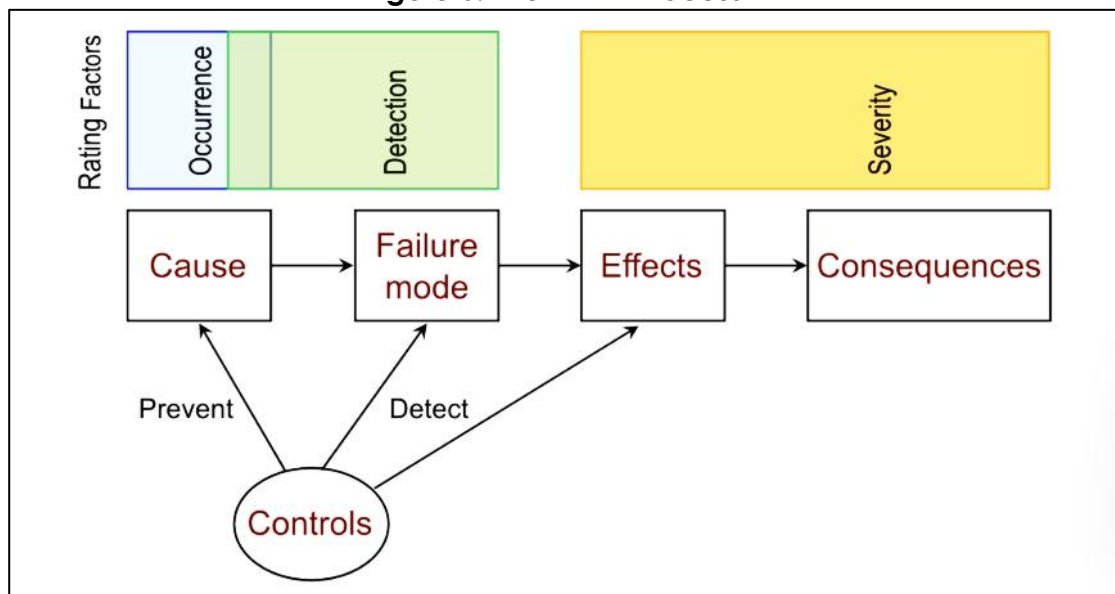 Rating Factors
Occurrence
Detection
Severity
Cause
Failure
mode
Effects
Consequences
Prevent
Detect
Controls